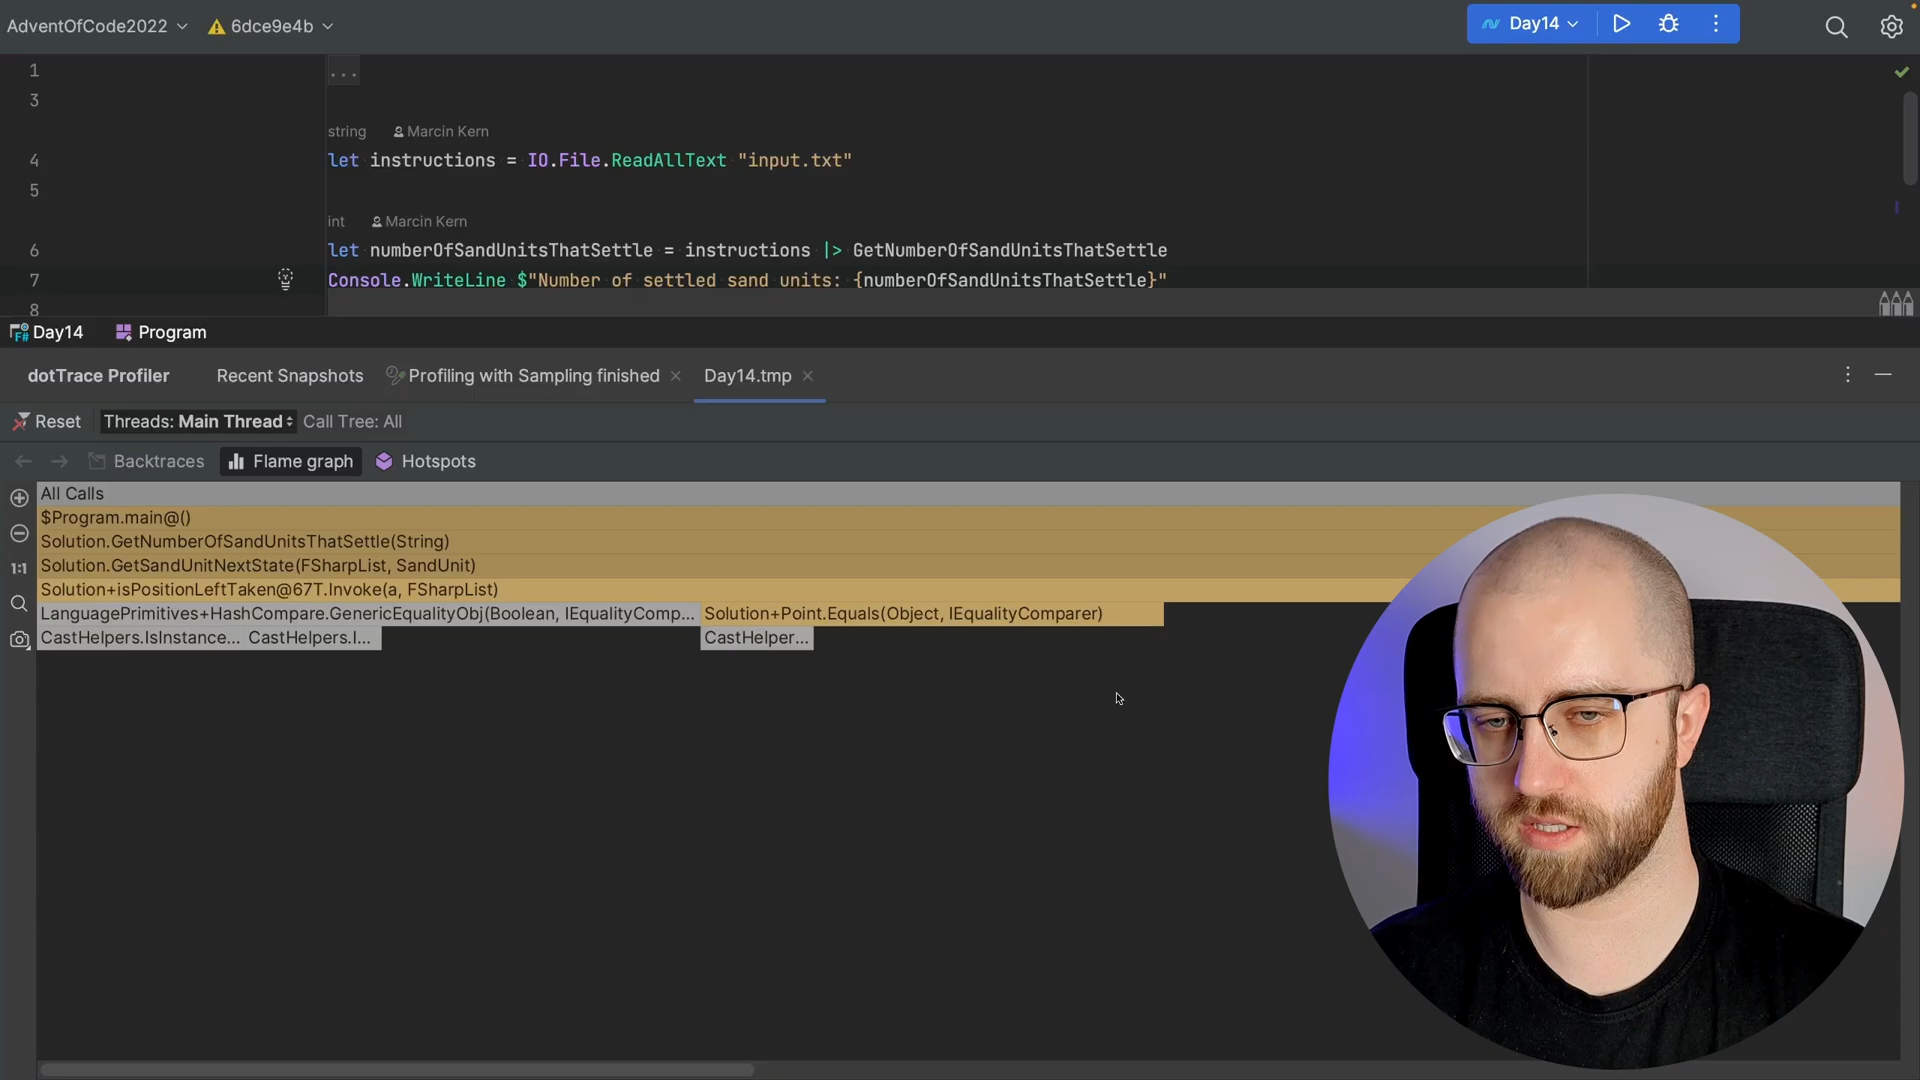 AdventOfCode2022 6dce9e4b Day14
1 ...
3
string Marcin Kern
4 let instructions = IO.File.ReadAllText "input.txt"
5
int Marcin Kern
6 let numberOfSandUnitsThatSettle = instructions |> GetNumberOfSandUnitsThatSettle
7 Console.WriteLine $"Number of settled sand units: {numberOfSandUnitsThatSettle}"
8
F# Day14 Program
dotTrace Profiler Recent Snapshots Profiling with Sampling finished Day14.tmp
Reset Threads: Main Thread Call Tree: All
Backtraces Flame graph Hotspots
All Calls
$Program.main@()
Solution.GetNumberOfSandUnitsThatSettle(String)
Solution.GetSandUnitNextState(FSharpList, SandUnit)
1:1 Solution+isPositionLeftTaken@67T.Invoke(a, FSharpList)
LanguagePrimitives+HashCompare.GenericEqualityObj(Boolean, IEqualityComp... Solution+Point.Equals(Object, IEqualityComparer)
CastHelpers.IsInstance... CastHelpers.I... CastHelper...